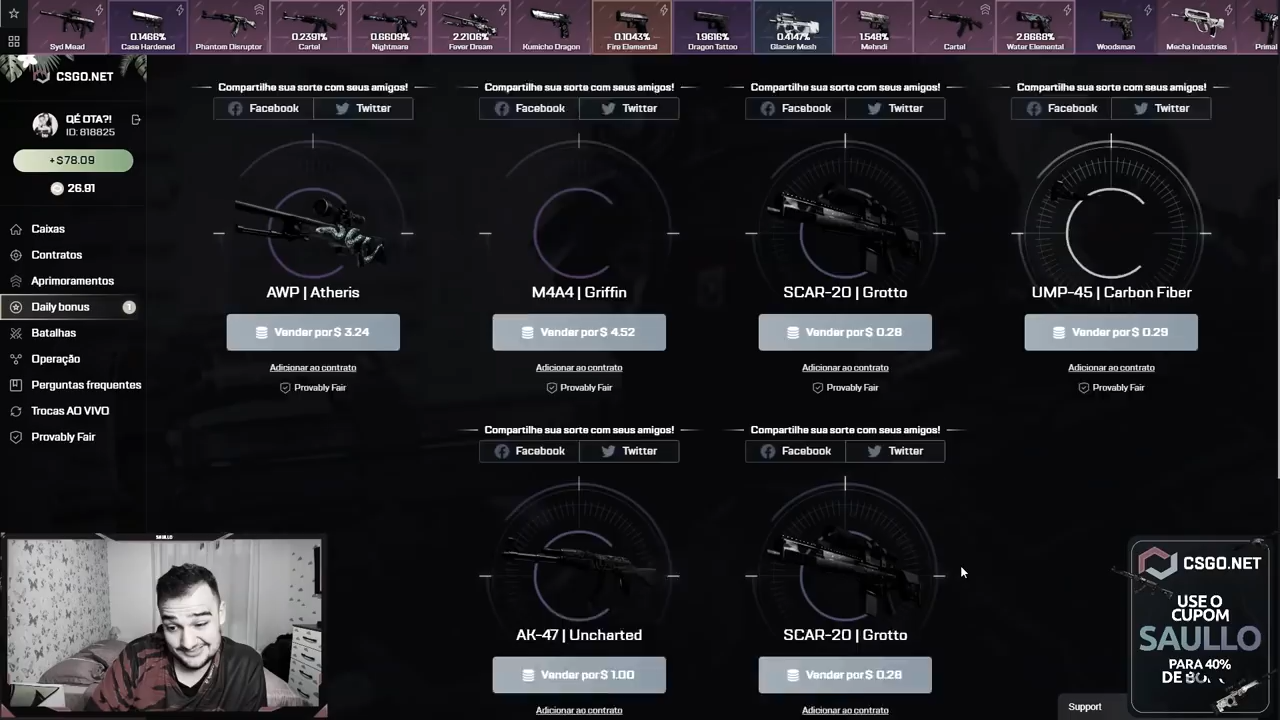 Syd Mead
0.1466%
Case Hardened
Phantom Disruptor
0.2391%
Cartel
0.6609%
Nightmare
2.2106%
Fever Dream
Kumicho Dragon
0.1043%
Fire Elemental
1.9616%
Dragon Tattoo
0.4147%
Glacier Mesh
1.548%
Mehndi
Cartel
2.8668%
Water Elemental
Woodsman
Mecha Industries
Primal
CSGO.NET
QÉ OTA?!
ID: 818825
+$78.09
26.91
Caixas
Contratos
Aprimoramentos
Daily bonus
1
Batalhas
Operação
Perguntas frequentes
Trocas AO VIVO
Provably Fair
Compartilhe sua sorte com seus amigos!
Facebook
Twitter
AWP | Atheris
Vender por $ 3.24
Adicionar ao contrato
Provably Fair
Compartilhe sua sorte com seus amigos!
Facebook
Twitter
M4A4 | Griffin
Vender por $ 4.52
Adicionar ao contrato
Provably Fair
Compartilhe sua sorte com seus amigos!
Facebook
Twitter
SCAR-20 | Grotto
Vender por $ 0.28
Adicionar ao contrato
Provably Fair
Compartilhe sua sorte com seus amigos!
Facebook
Twitter
UMP-45 | Carbon Fiber
Vender por $ 0.29
Adicionar ao contrato
Provably Fair
Compartilhe sua sorte com seus amigos!
Facebook
Twitter
AK-47 | Uncharted
Vender por $ 1.00
Adicionar ao contrato
Compartilhe sua sorte com seus amigos!
Facebook
Twitter
SCAR-20 | Grotto
Vender por $ 0.28
Adicionar ao contrato
SAULLO
CSGO.NET
USE O
CUPOM
SAULLO
PARA 40%
DE
Support